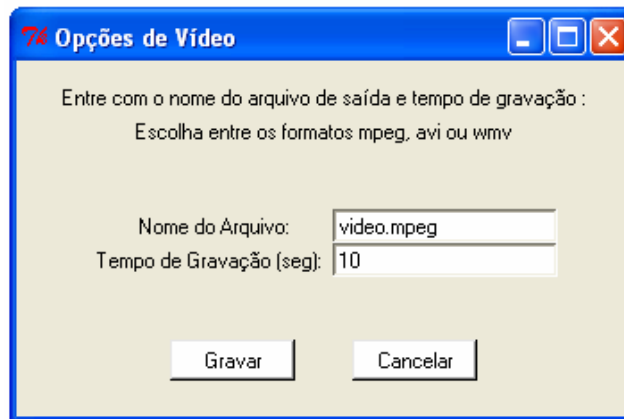 Tk Opções de Vídeo
Entre com o nome do arquivo de saída e tempo de gravação :
Escolha entre os formatos mpeg, avi ou wmv
Nome do Arquivo: video.mpeg
Tempo de Gravação (seg): 10
Gravar Cancelar